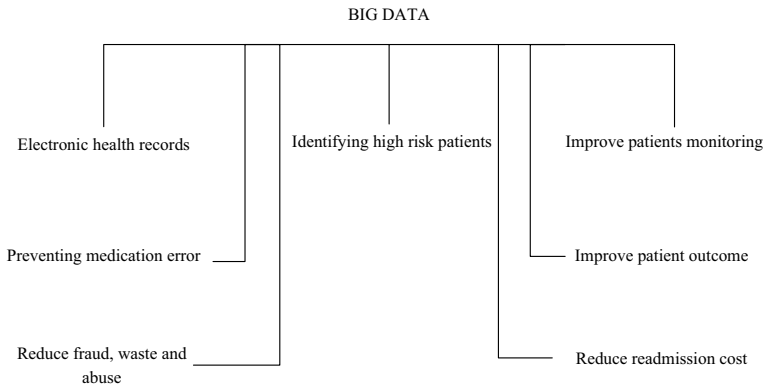 BIG DATA
Electronic health records
Identifying high risk patients
Improve patients monitoring
Preventing medication error
Improve patient outcome
Reduce fraud, waste and
abuse
Reduce readmission cost